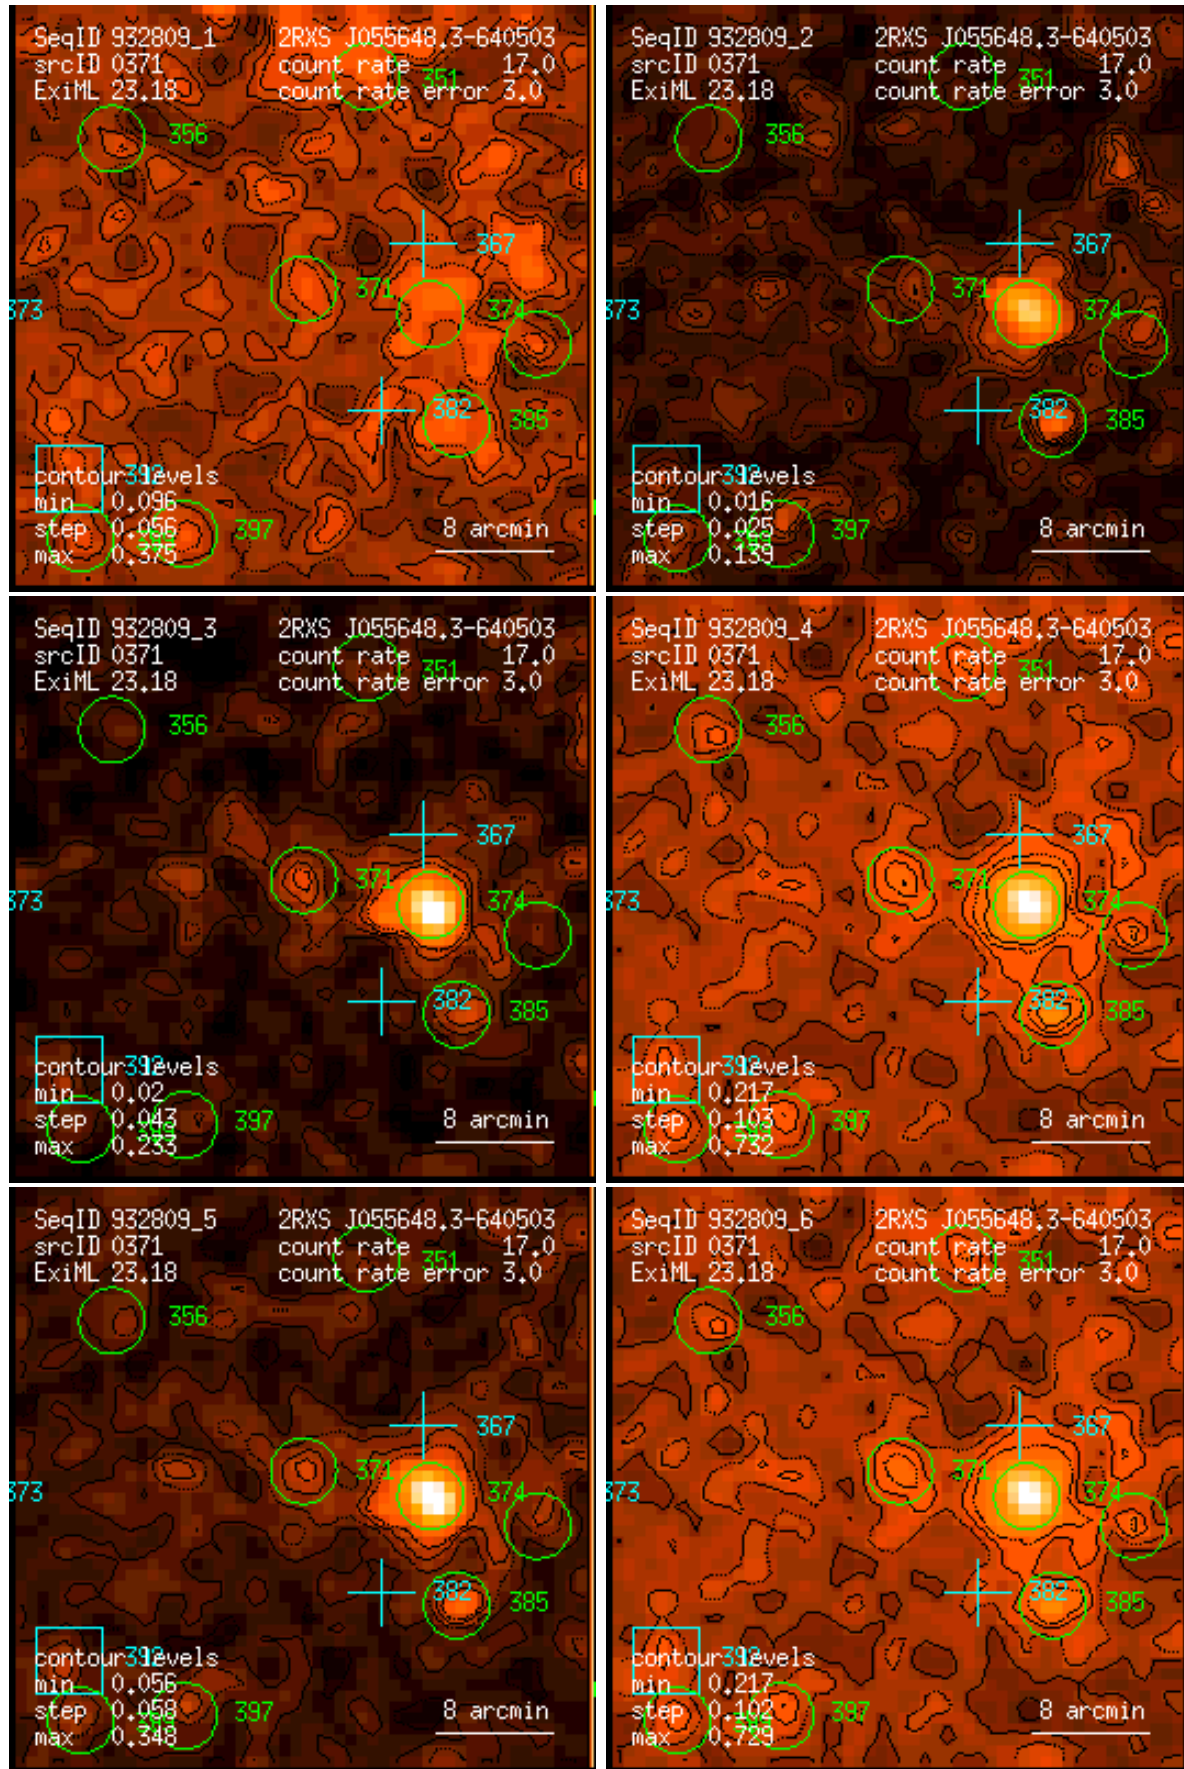 SeqID 932809_1 2RXS J055648.3-640503
srcID 0371 count rate 17.0
351
ExiML 23.18 count rate error 3.0
356
367
371
373
374
382
385
contour levels
min 0.096
step 0.056
397
max 0.375
8 arcmin
SeqID 932809_2 2RXS J055648.3-640503
srcID 0371 count rate 17.0
351
ExiML 23.18 count rate error 3.0
356
367
371
373
374
382
385
contour levels
min 0.016
step 0.025
397
max 0.139
8 arcmin
SeqID 932809_3 2RXS J055648.3-640503
srcID 0371 count rate 17.0
351
ExiML 23.18 count rate error 3.0
356
367
371
373
374
382
385
contour levels
min 0.02
step 0.043
397
max 0.233
8 arcmin
SeqID 932809_4 2RXS J055648.3-640503
srcID 0371 count rate 17.0
351
ExiML 23.18 count rate error 3.0
356
367
371
373
374
382
385
contour levels
min 0.217
step 0.103
397
max 0.732
8 arcmin
SeqID 932809_5 2RXS J055648.3-640503
srcID 0371 count rate 17.0
351
ExiML 23.18 count rate error 3.0
356
367
371
373
374
382
385
contour levels
min 0.056
step 0.058
397
max 0.348
8 arcmin
SeqID 932809_6 2RXS J055648.3-640503
srcID 0371 count rate 17.0
351
ExiML 23.18 count rate error 3.0
356
367
371
373
374
382
385
contour levels
min 0.217
step 0.102
397
max 0.729
8 arcmin